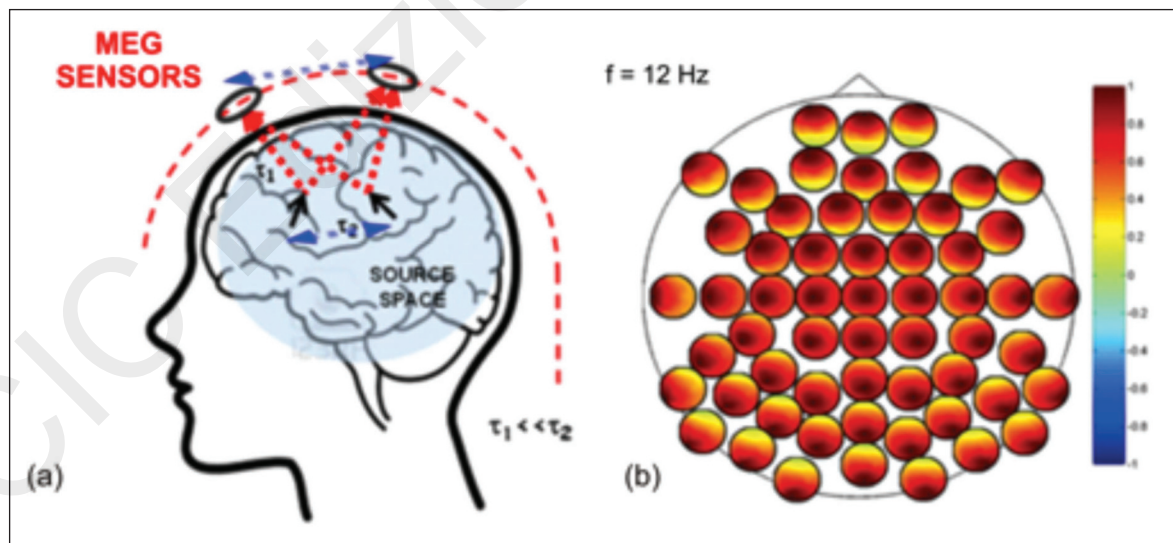 MEG
SENSORS
τ1
τ2
SOURCE
SPACE
τ1 <<τ2
(a)
f = 12 Hz
1
0.8
0.6
0.4
0.2
0
-0.2
-0.4
-0.6
-0.8
-1
(b)